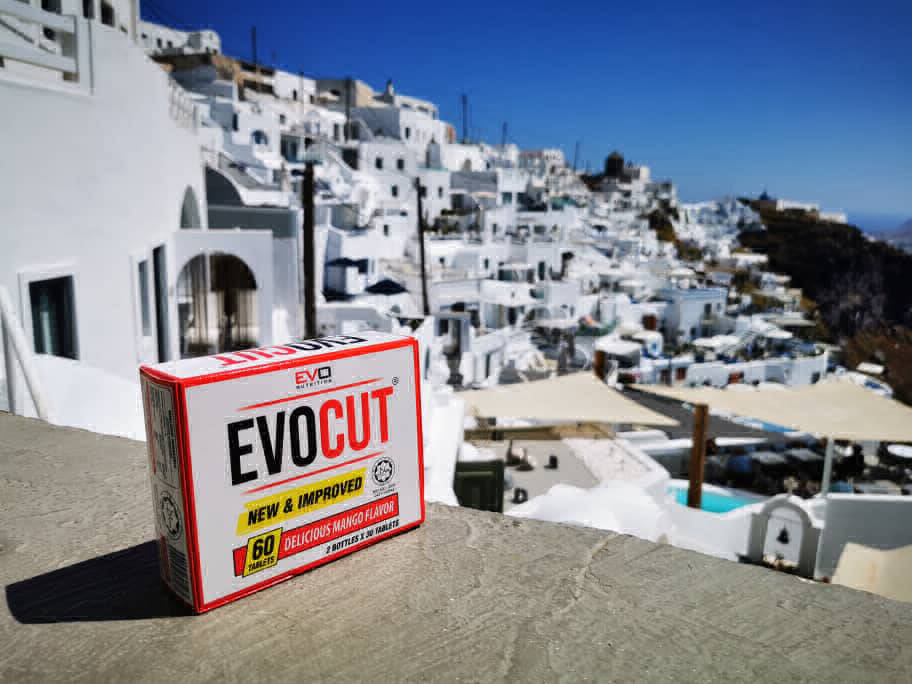 EVOCUT
EVO
NUTRITION
EVOCUT®
NEW & IMPROVED
60
TABLETS
DELICIOUS MANGO FLAVOR
2 BOTTLES X 30 TABLETS